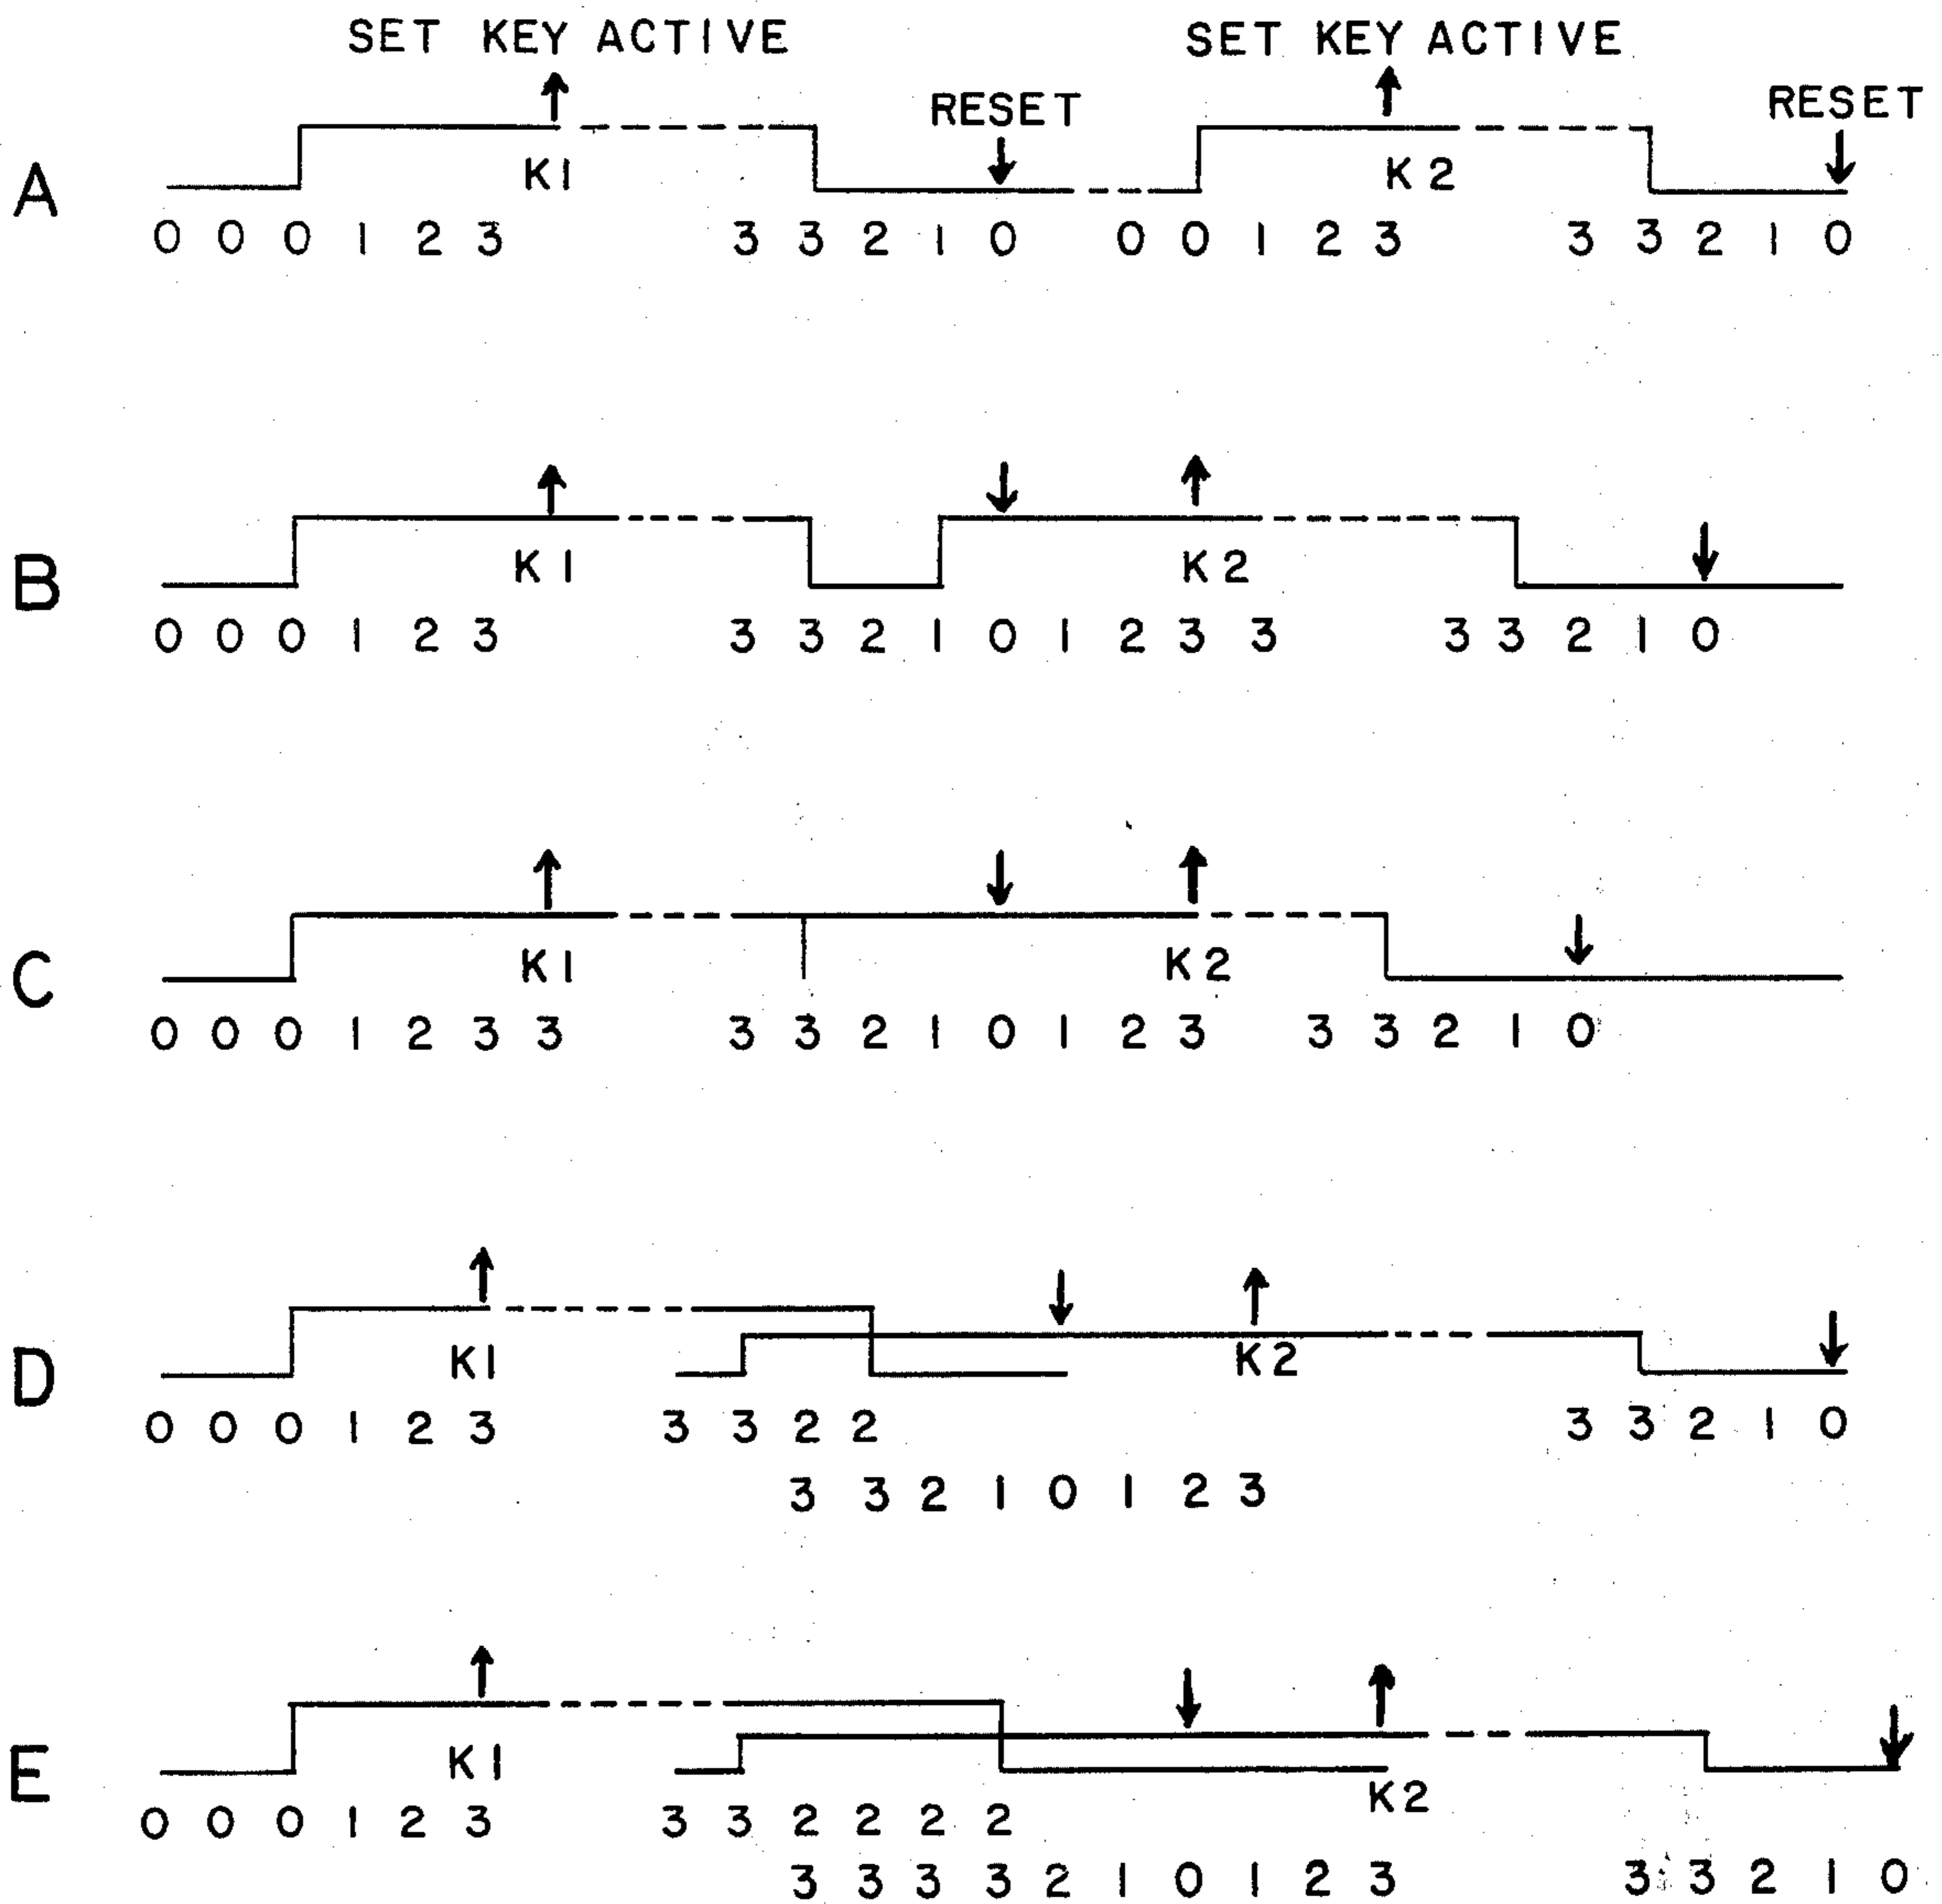 SET KEY ACTIVE SET KEY ACTIVE
RESET RESET
A K1 K2
0 0 0 1 2 3 3 3 2 1 0 0 0 1 2 3 3 3 2 1 0
B K1 K2
0 0 0 1 2 3 3 3 2 1 0 1 2 3 3 3 3 2 1 0
C K1 K2
0 0 0 1 2 3 3 3 3 2 1 0 1 2 3 3 3 2 1 0
D K1 K2
0 0 0 1 2 3 3 3 2 2 3 3 2 1 0
3 3 2 1 0 1 2 3
E K1 K2
0 0 0 1 2 3 3 3 2 2 2 2
3 3 3 3 2 1 0 1 2 3 3 3 2 1 0